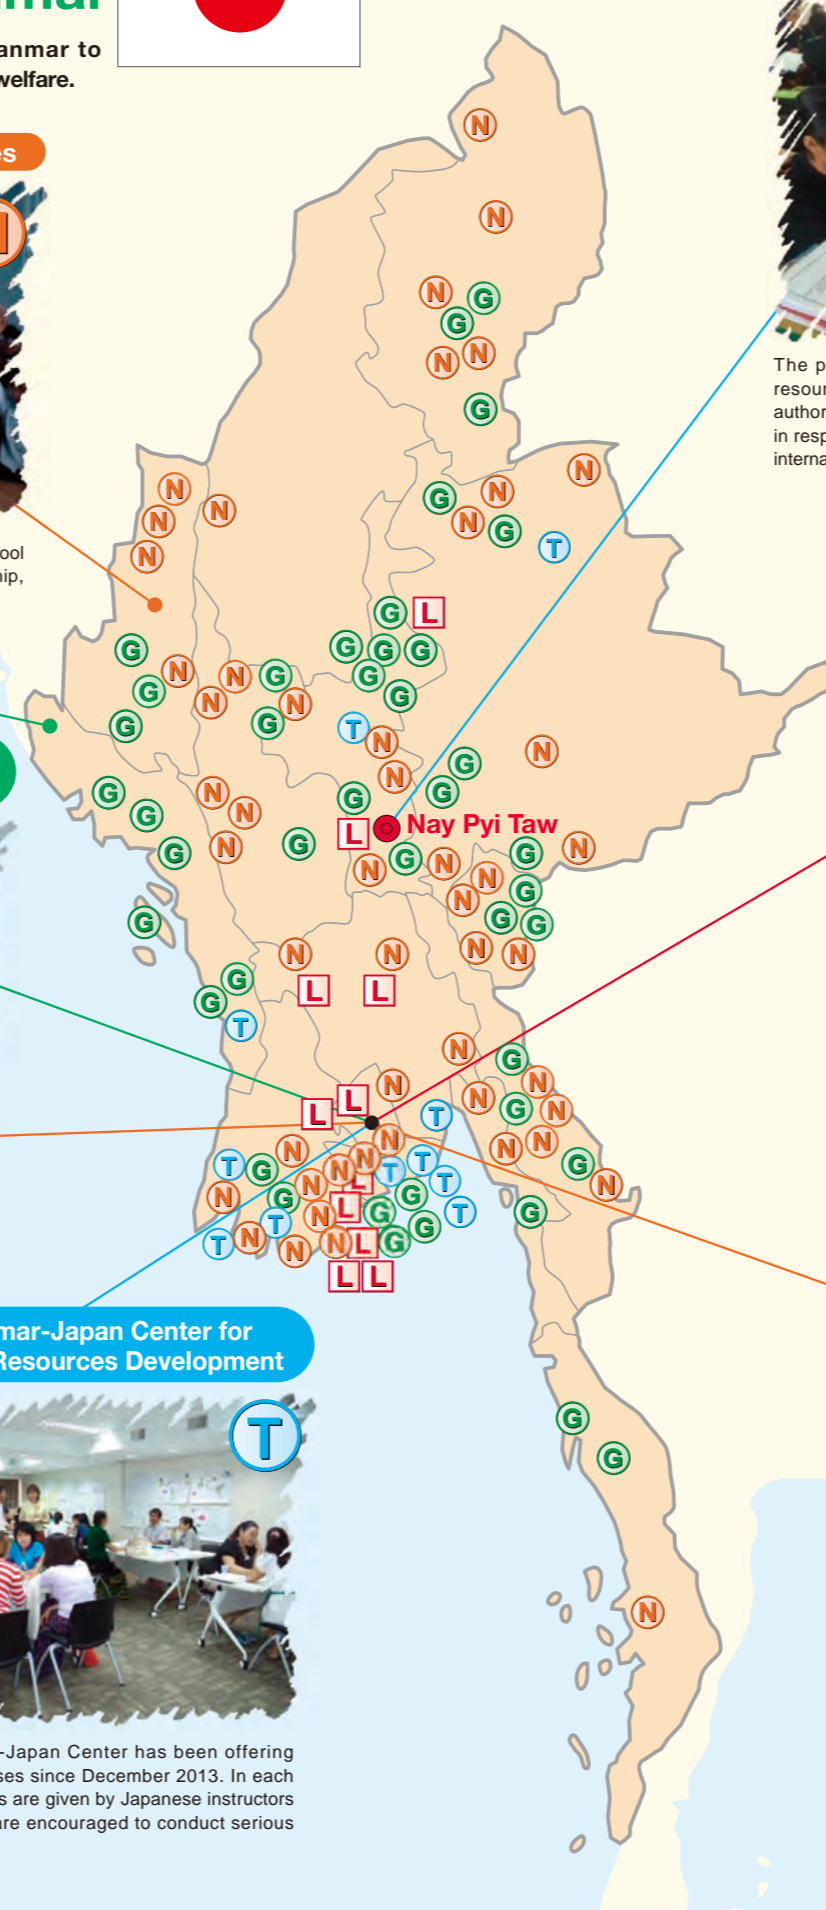 anmar to
welfare.
N
N
N
G
G
N
N
G
N
N
N
N
N
N
G
N
N
G
T
G
L
G
G
G
G
G
G
G
G
N
N
N
G
N
G
T
N
N
G
G
N
G
G
G
N
N
N
G
G
L
Nay Pyi Taw
N
G
N
G
N
N
N
G
G
G
N
N
G
N
N
L
L
G
G
T
N
N
G
N
N
G
N
N
N
G
N
G
L
L
T
T
G
N
N
N
N
N
T
T
T
T
N
G
N
L
G
G
G
T
N
L
G
T
N
N
N
L
G
L
L
G
G
N
The p
resour
author
in resp
interna
ool
hip,
mar-Japan Center for
Resources Development
T
-Japan Center has been offering
ses since December 2013. In each
s are given by Japanese instructors
are encouraged to conduct serious